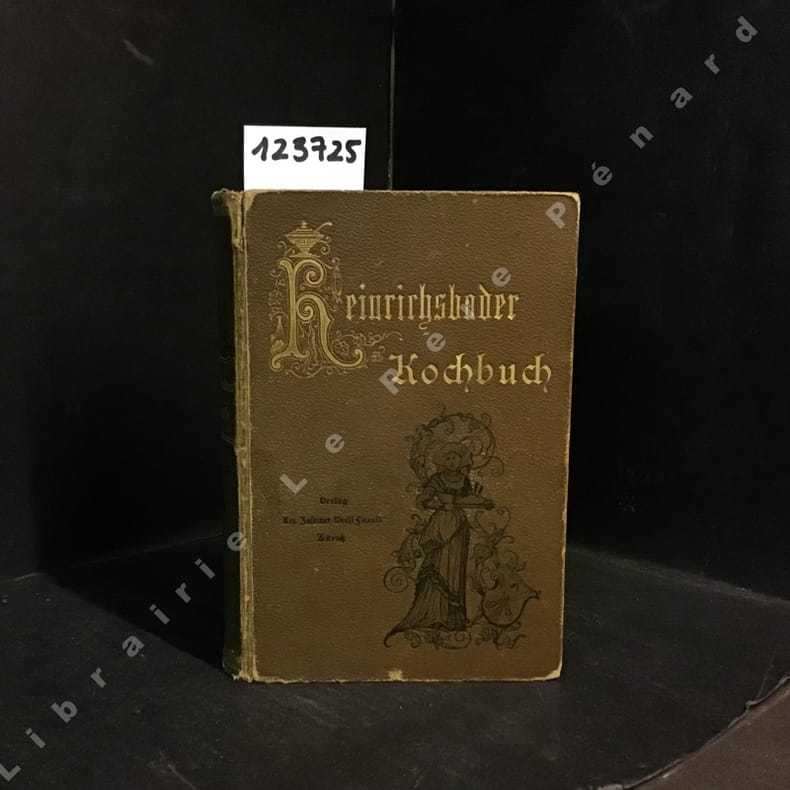 123725
Heinrichsbader
Kochbuch
Verlag
Art. Institut Orell Füssli
Zürich
Librairie Le Père Pénard